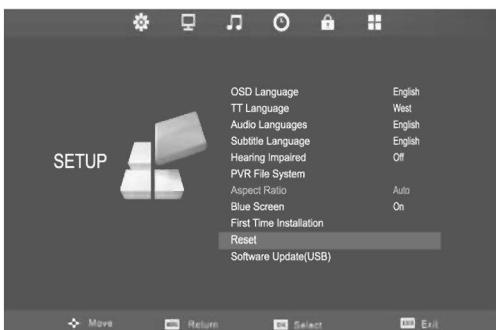 SETUP
OSD Language English
TT Language West
Audio Languages English
Subtitle Language English
Hearing Impaired Off
PVR File System
Aspect Ratio Auto
Blue Screen On
First Time Installation
Reset
Software Update(USB)
Move Return Select Exit